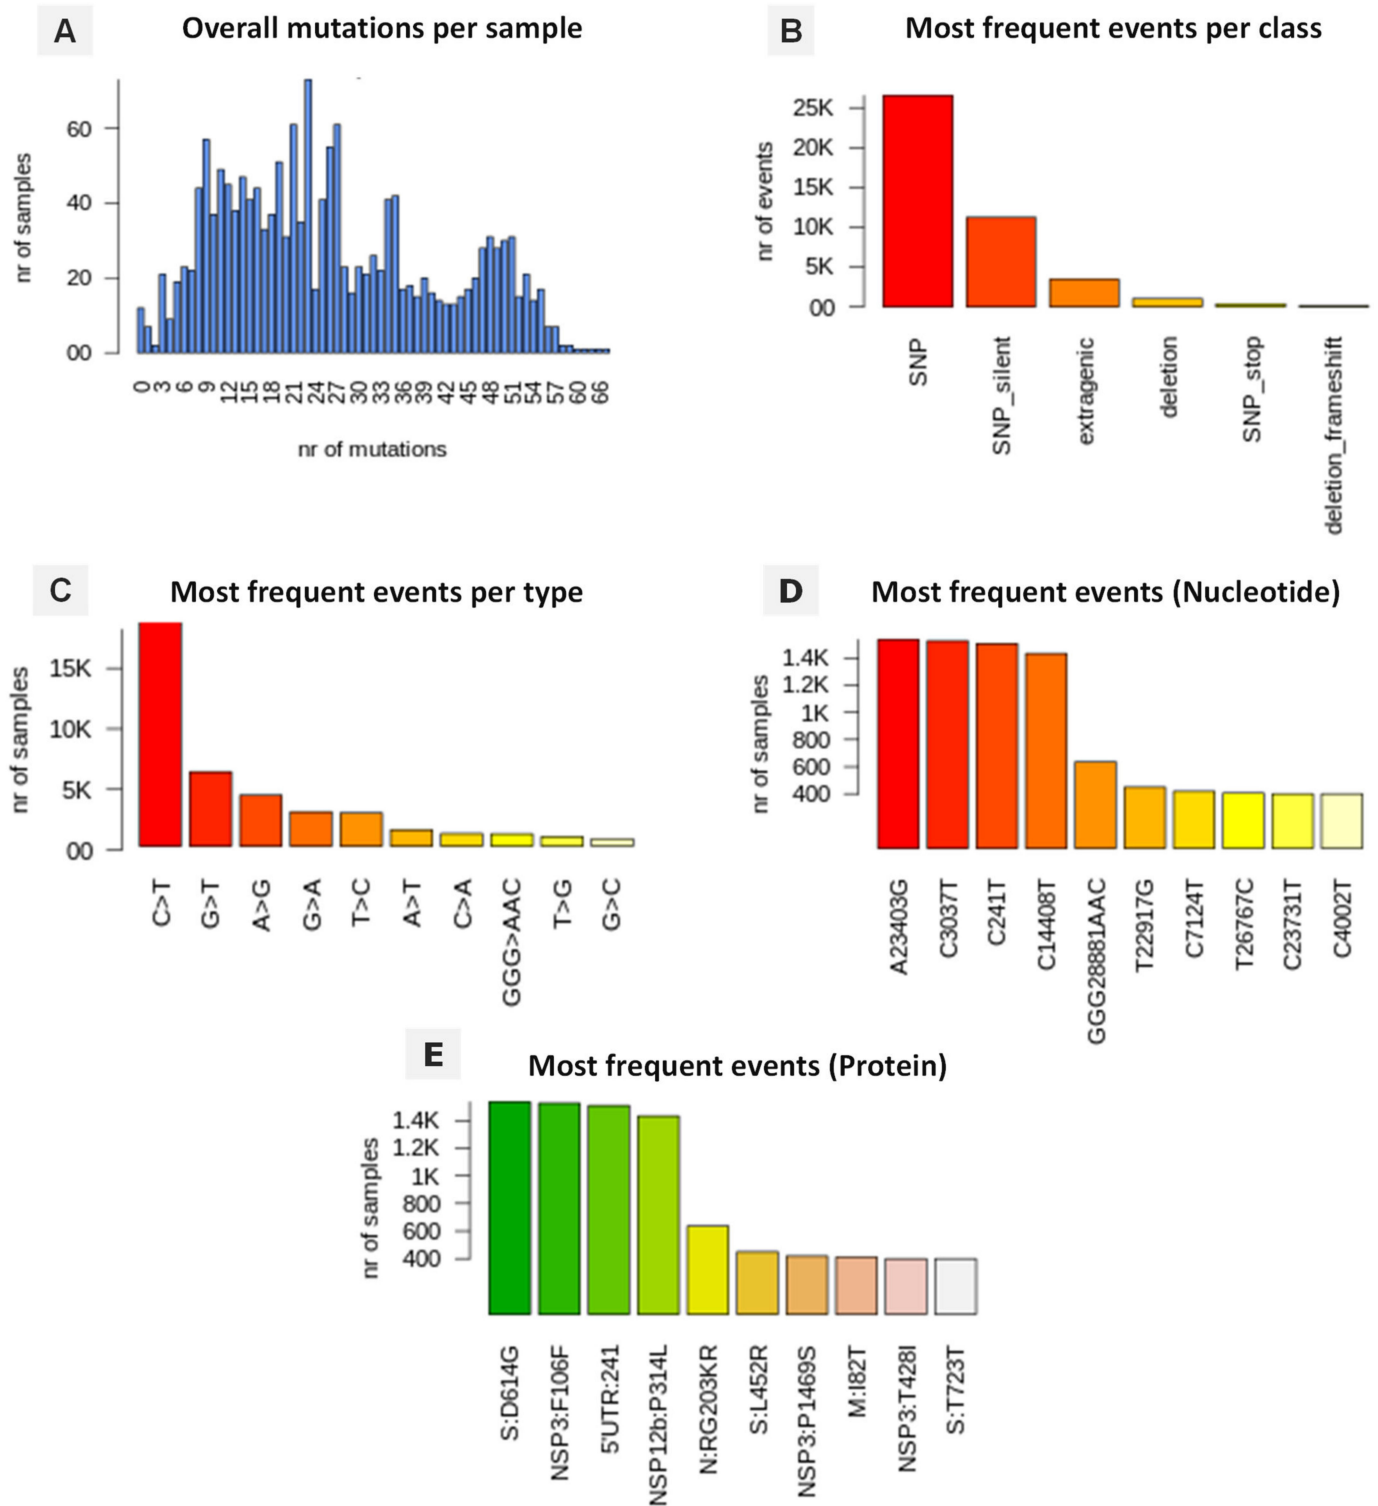 A
Overall mutations per sample
nr of samples
60
40
20
00
0 3 6 9 12 15 18 21 24 27 30 33 36 39 42 45 48 51 54 57 60 66
nr of mutations
B
Most frequent events per class
nr of events
25K
20K
15K
10K
5K
00
SNP
SNP_silent
extragenic
deletion
SNP_stop
deletion_frameshift
C
Most frequent events per type
nr of samples
15K
10K
5K
00
C>T
G>T
A>G
G>A
T>C
A>T
C>A
GGG>AAC
T>G
G>C
D
Most frequent events (Nucleotide)
nr of samples
1.4K
1.2K
1K
800
600
400
A23403G
C3037T
C241T
C14408T
GGG28881AAC
T22917G
C7124T
T26767C
C23731T
C4002T
E
Most frequent events (Protein)
nr of samples
1.4K
1.2K
1K
800
600
400
S:D614G
NSP3:F106F
5'UTR:241
NSP12b:P314L
N:RG203KR
S:L452R
NSP3:P1469S
M:I82T
NSP3:T428I
S:T723T